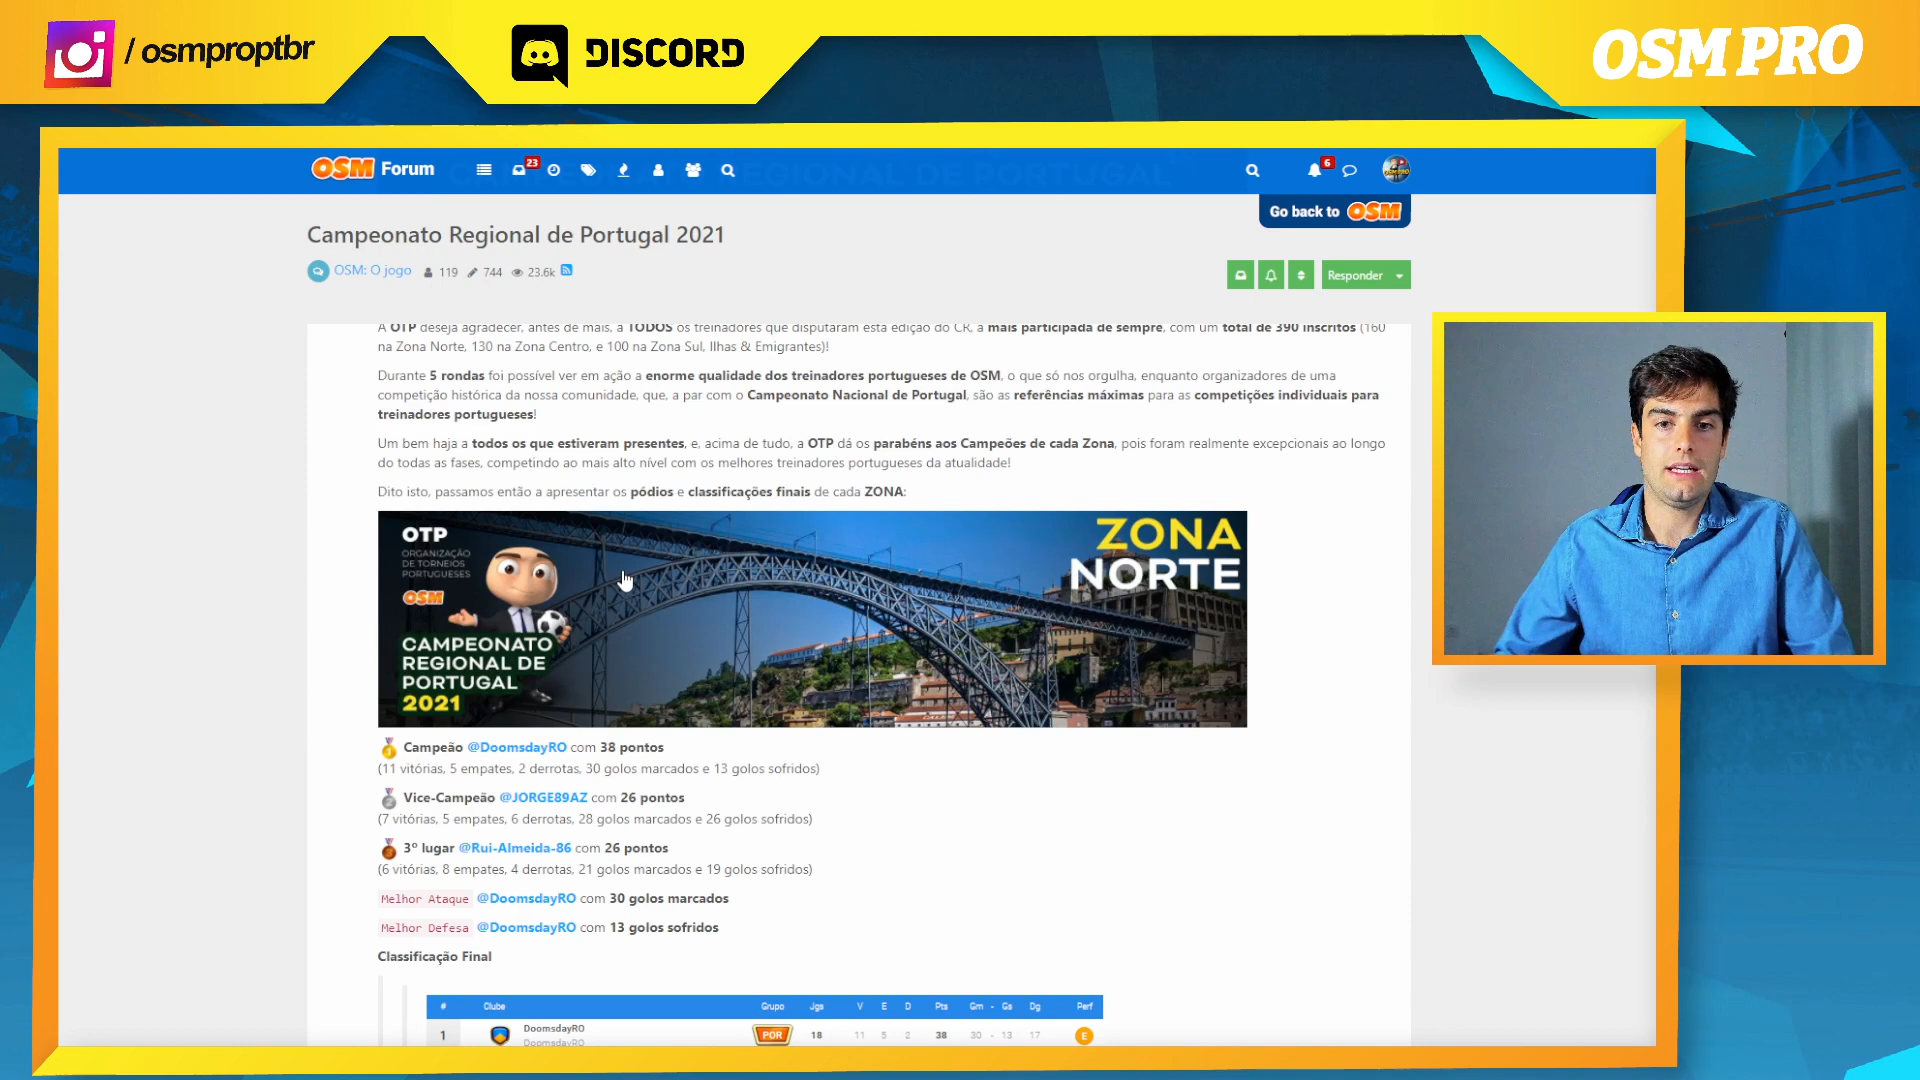 / osmproptbr
DISCORD
OSM PRO
OSM Forum
23
6
Go back to OSM
Campeonato Regional de Portugal 2021
OSM: O jogo 119 744 23.6k
Responder
A OTP deseja agradecer, antes de mais, a TODOS os treinadores que disputaram esta edição do CR, a mais participada de sempre, com um total de 390 inscritos (160
na Zona Norte, 130 na Zona Centro, e 100 na Zona Sul, Ilhas & Emigrantes)!
Durante 5 rondas foi possível ver em ação a enorme qualidade dos treinadores portugueses de OSM, o que só nos orgulha, enquanto organizadores de uma
competição histórica da nossa comunidade, que, a par com o Campeonato Nacional de Portugal, são as referências máximas para as competições individuais para
treinadores portugueses!
Um bem haja a todos os que estiveram presentes, e, acima de tudo, a OTP dá os parabéns aos Campeões de cada Zona, pois foram realmente excepcionais ao longo
do todas as fases, competindo ao mais alto nível com os melhores treinadores portugueses da atualidade!
Dito isto, passamos então a apresentar os pódios e classificações finais de cada ZONA:
OTP
ORGANIZAÇÃO
DE TORNEIOS
PORTUGUESES
OSM
CAMPEONATO
REGIONAL DE
PORTUGAL
2021
ZONA
NORTE
Campeão @DoomsdayRO com 38 pontos
(11 vitórias, 5 empates, 2 derrotas, 30 golos marcados e 13 golos sofridos)
Vice-Campeão @JORGE89AZ com 26 pontos
(7 vitórias, 5 empates, 6 derrotas, 28 golos marcados e 26 golos sofridos)
3º lugar @Rui-Almeida-86 com 26 pontos
(6 vitórias, 8 empates, 4 derrotas, 21 golos marcados e 19 golos sofridos)
Melhor Ataque @DoomsdayRO com 30 golos marcados
Melhor Defesa @DoomsdayRO com 13 golos sofridos
Classificação Final
# Clube Grupo Jgs V E D Pts Gm - Gs Dg Perf
1 DoomsdayRO POR 18 11 5 2 38 30 - 13 17 E
DoomsdayRO